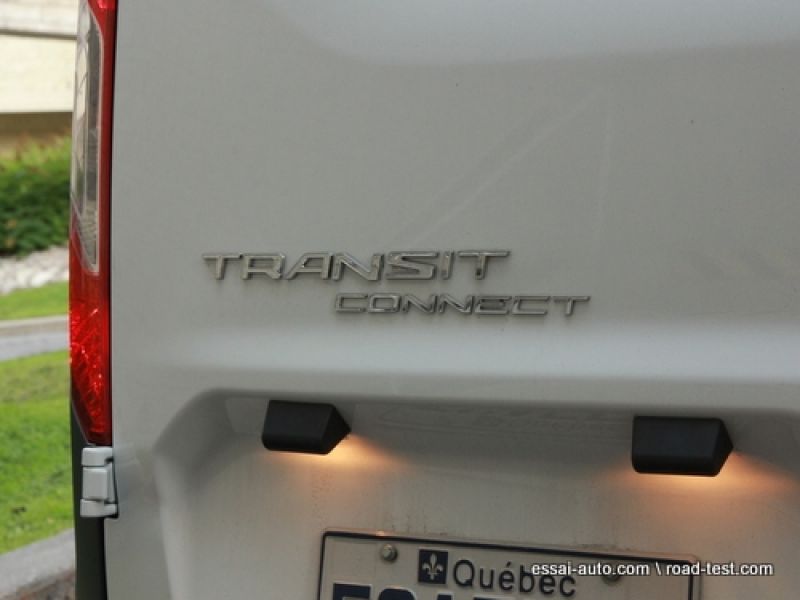 TRANSIT
CONNECT
Québec
essai-auto.com \ road-test.com